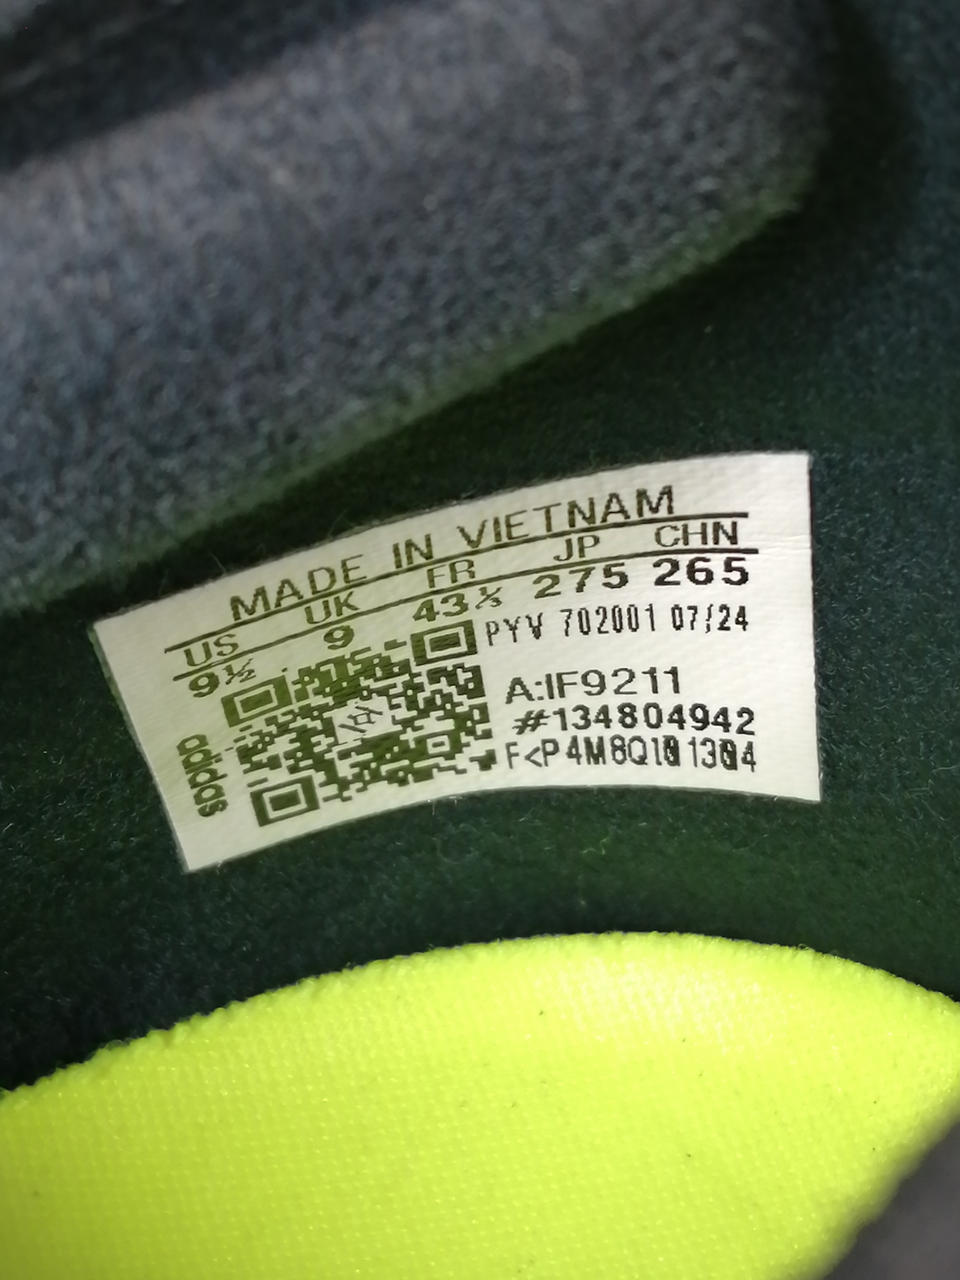 MADE IN VIETNAM
US UK FR JP CHN
9½ 9 43⅓ 275 265
PYV 702001 07/24
A:IF9211
#134804942
adidas